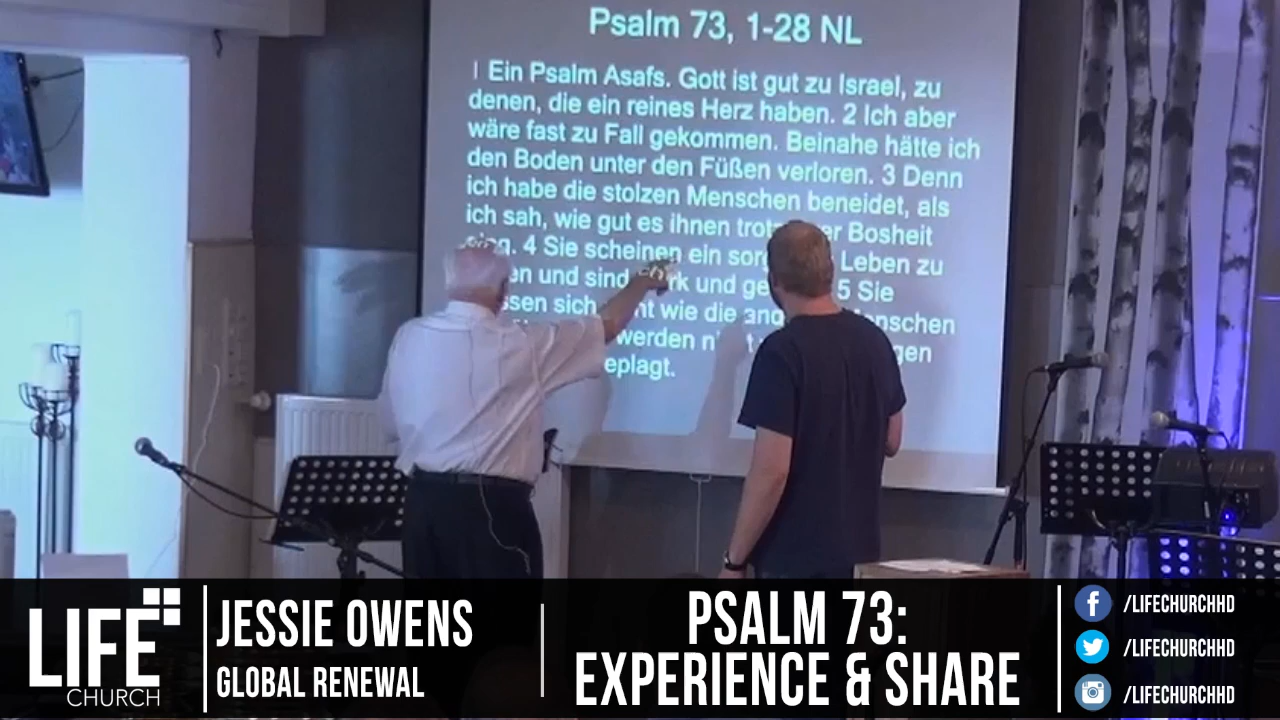 Psalm 73, 1-28 NL
1 Ein Psalm Asafs. Gott ist gut zu Israel, zu
denen, die ein reines Herz haben. 2 Ich aber
wäre fast zu Fall gekommen. Beinahe hätte ich
den Boden unter den Füßen verloren. 3 Denn
ich habe die stolzen Menschen beneidet, als
ich sah, wie gut es ihnen Bosheit
4 Sie scheinen ein Leben zu
und sind und 5 Sie
sich wie die
werden
LIFE
CHURCH
JESSIE OWENS
GLOBAL RENEWAL
PSALM 73:
EXPERIENCE & SHARE
/LIFECHURCHHD
/LIFECHURCHHD
/LIFECHURCHHD